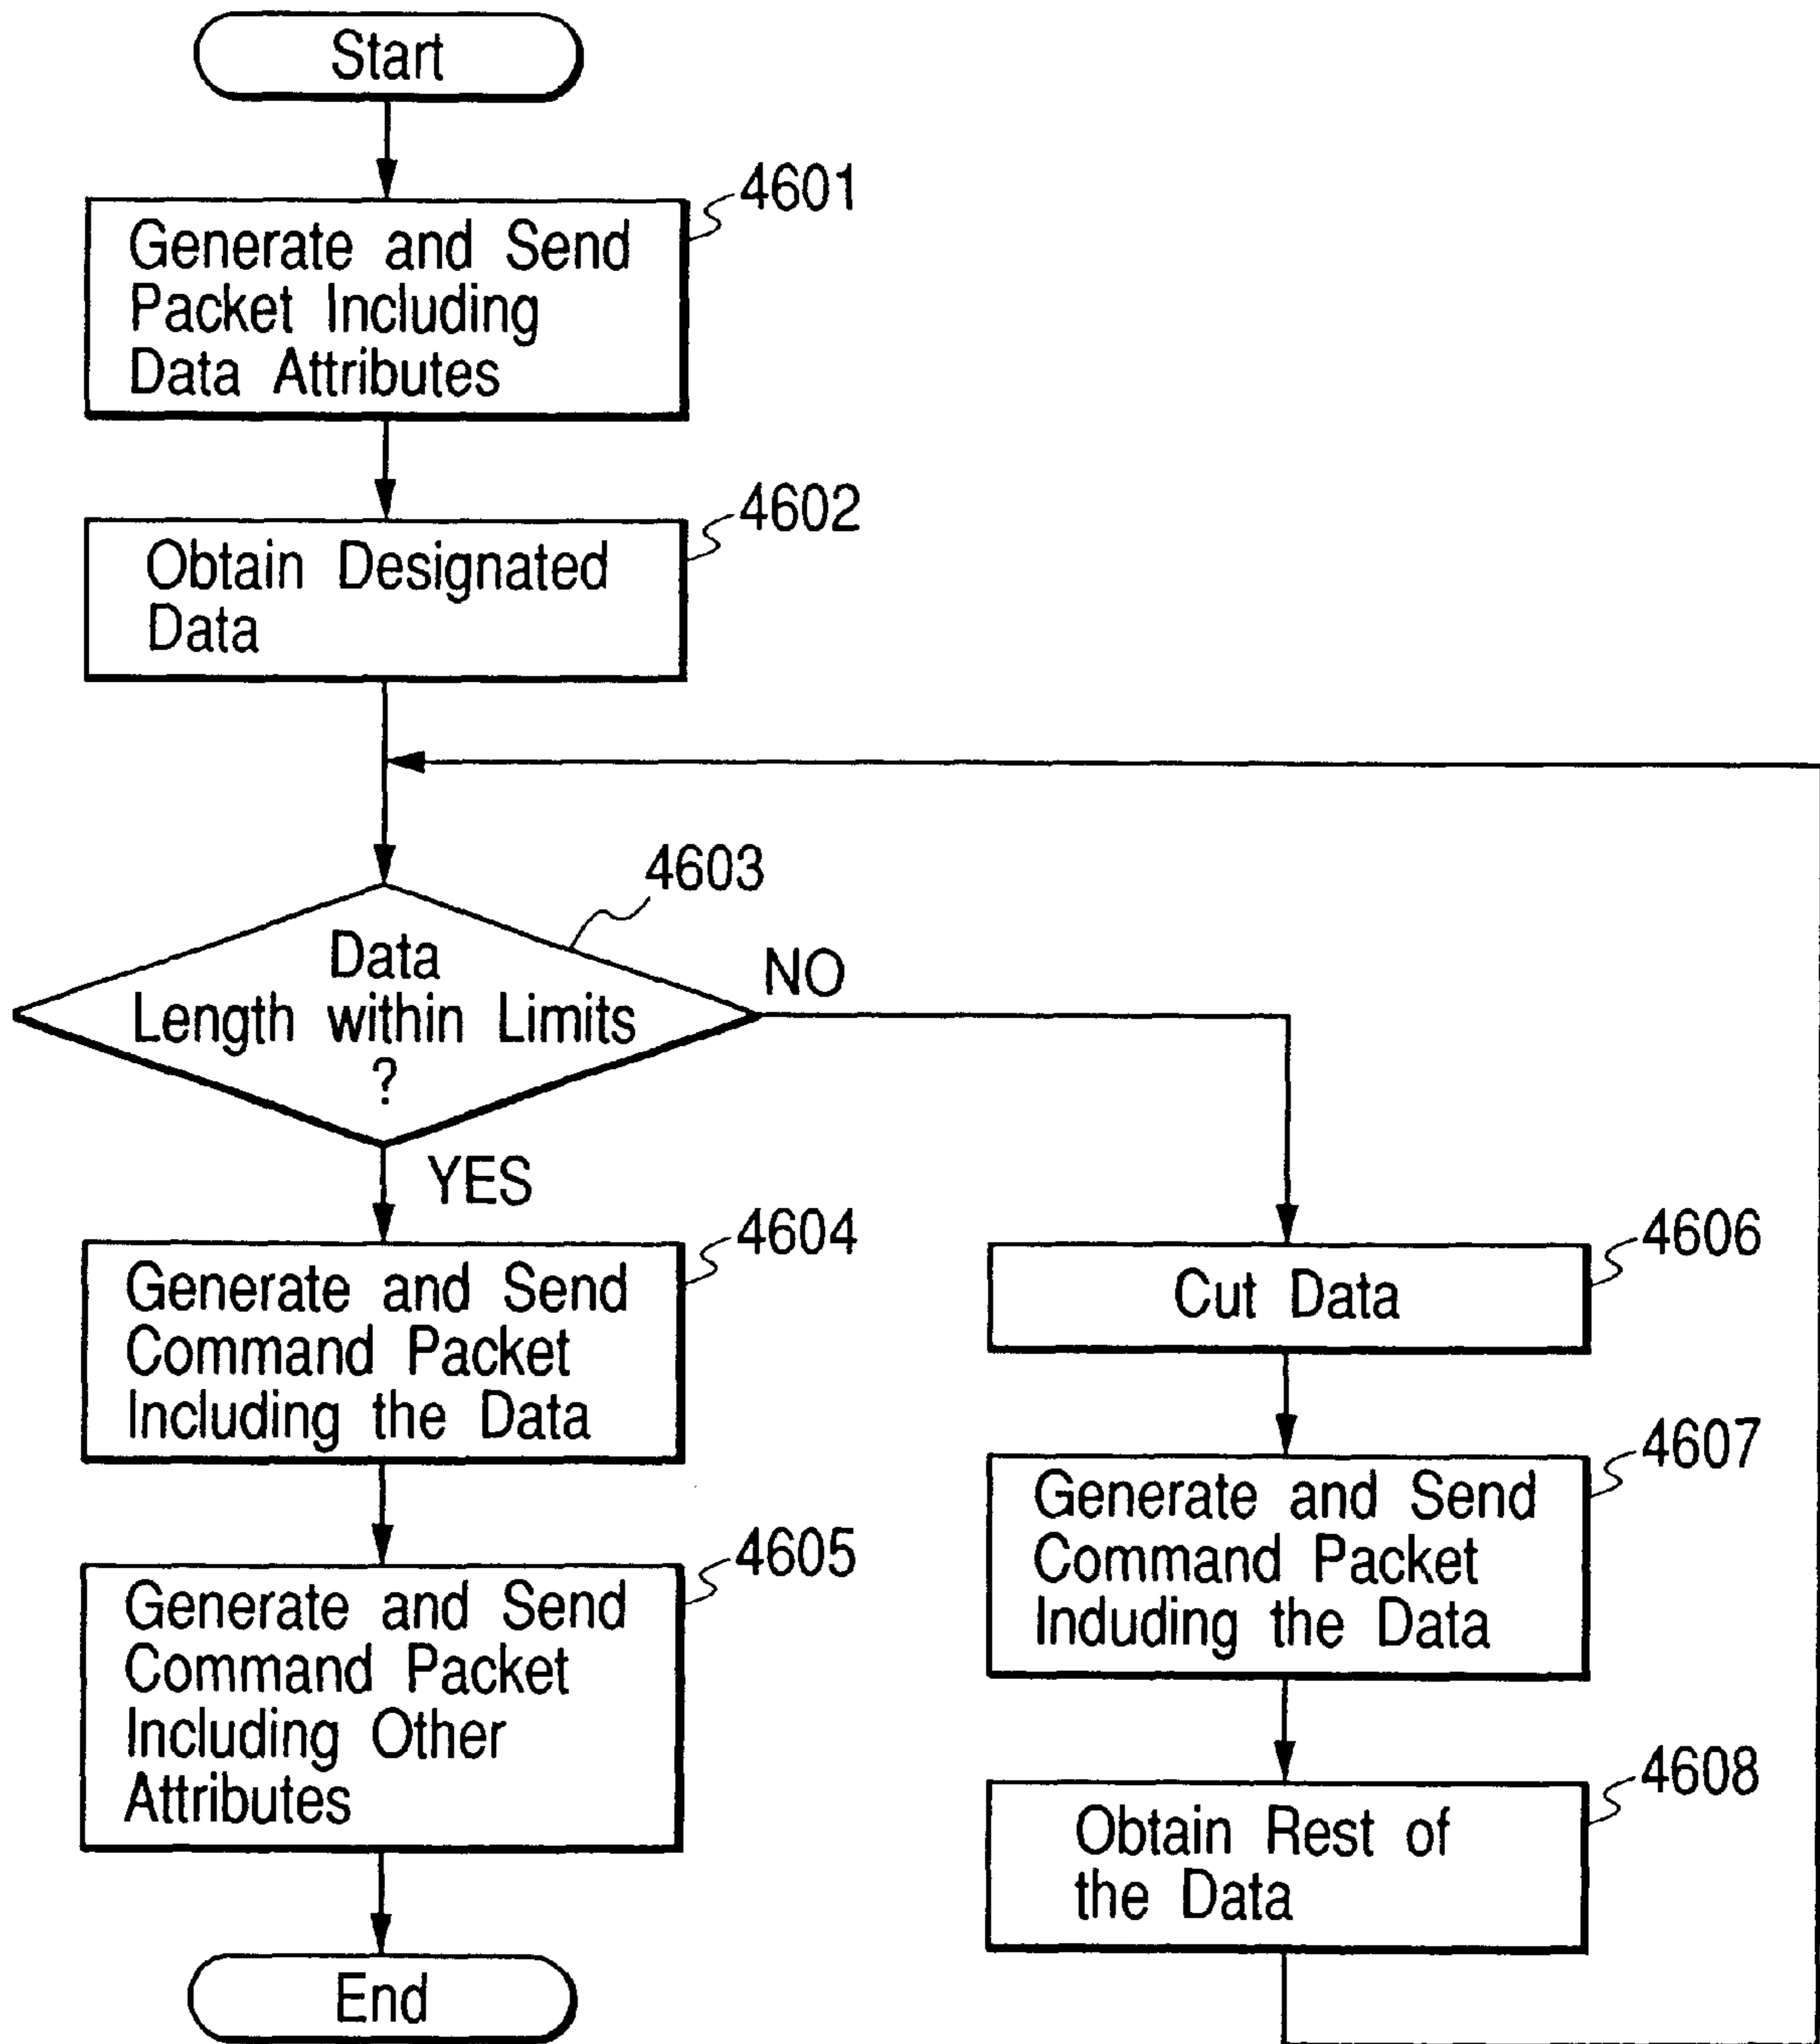 Start
4601
Generate and Send
Packet Including
Data Attributes
4602
Obtain Designated
Data
4603
Data
Length within Limits
?
NO
YES
4604
Generate and Send
Command Packet
Including the Data
4605
Generate and Send
Command Packet
Including Other
Attributes
End
4606
Cut Data
4607
Generate and Send
Command Packet
Induding the Data
4608
Obtain Rest of
the Data